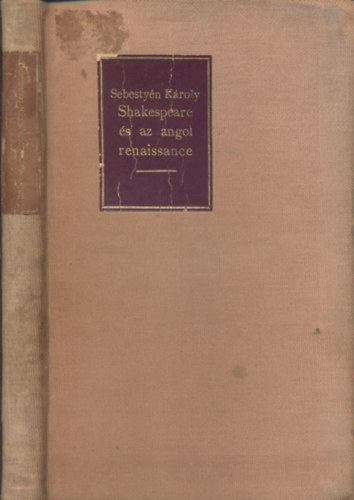 Sebestyén Károly
Shakespeare
és az angol
renaissance